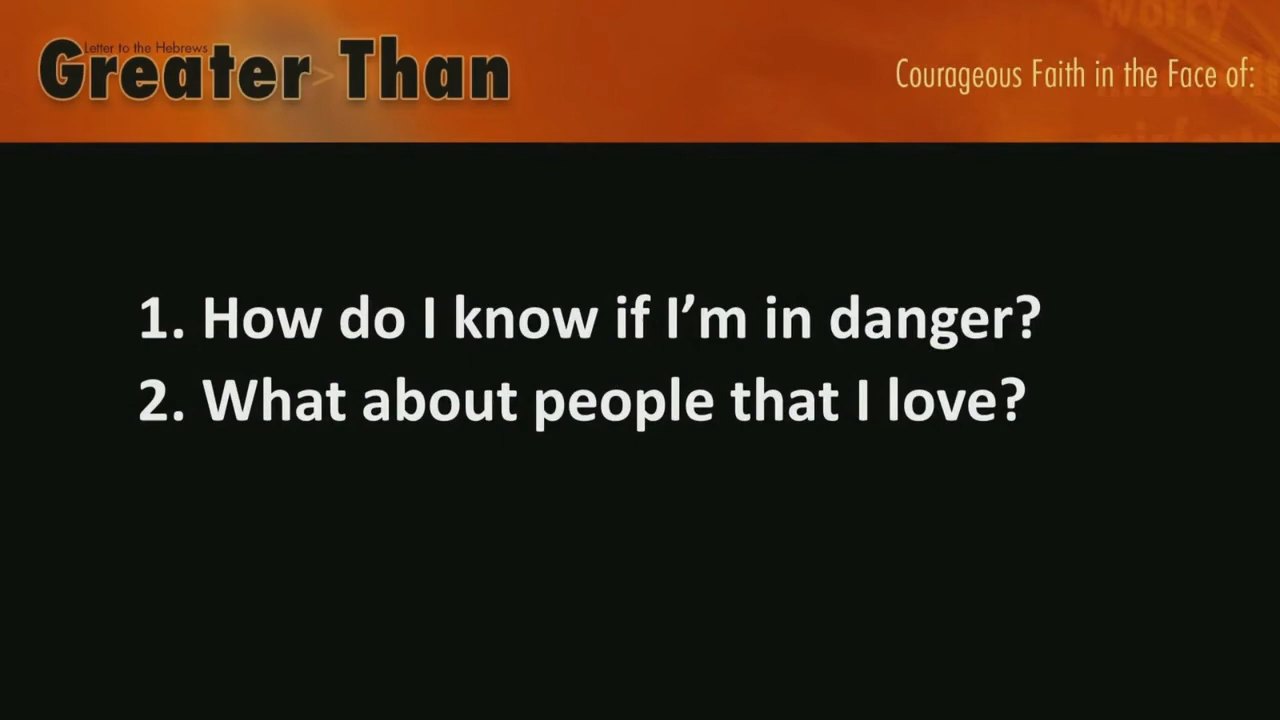 Letter to the Hebrews
Greater > Than
Courageous Faith in the Face of:
worry
1. How do I know if I’m in danger?
2. What about people that I love?